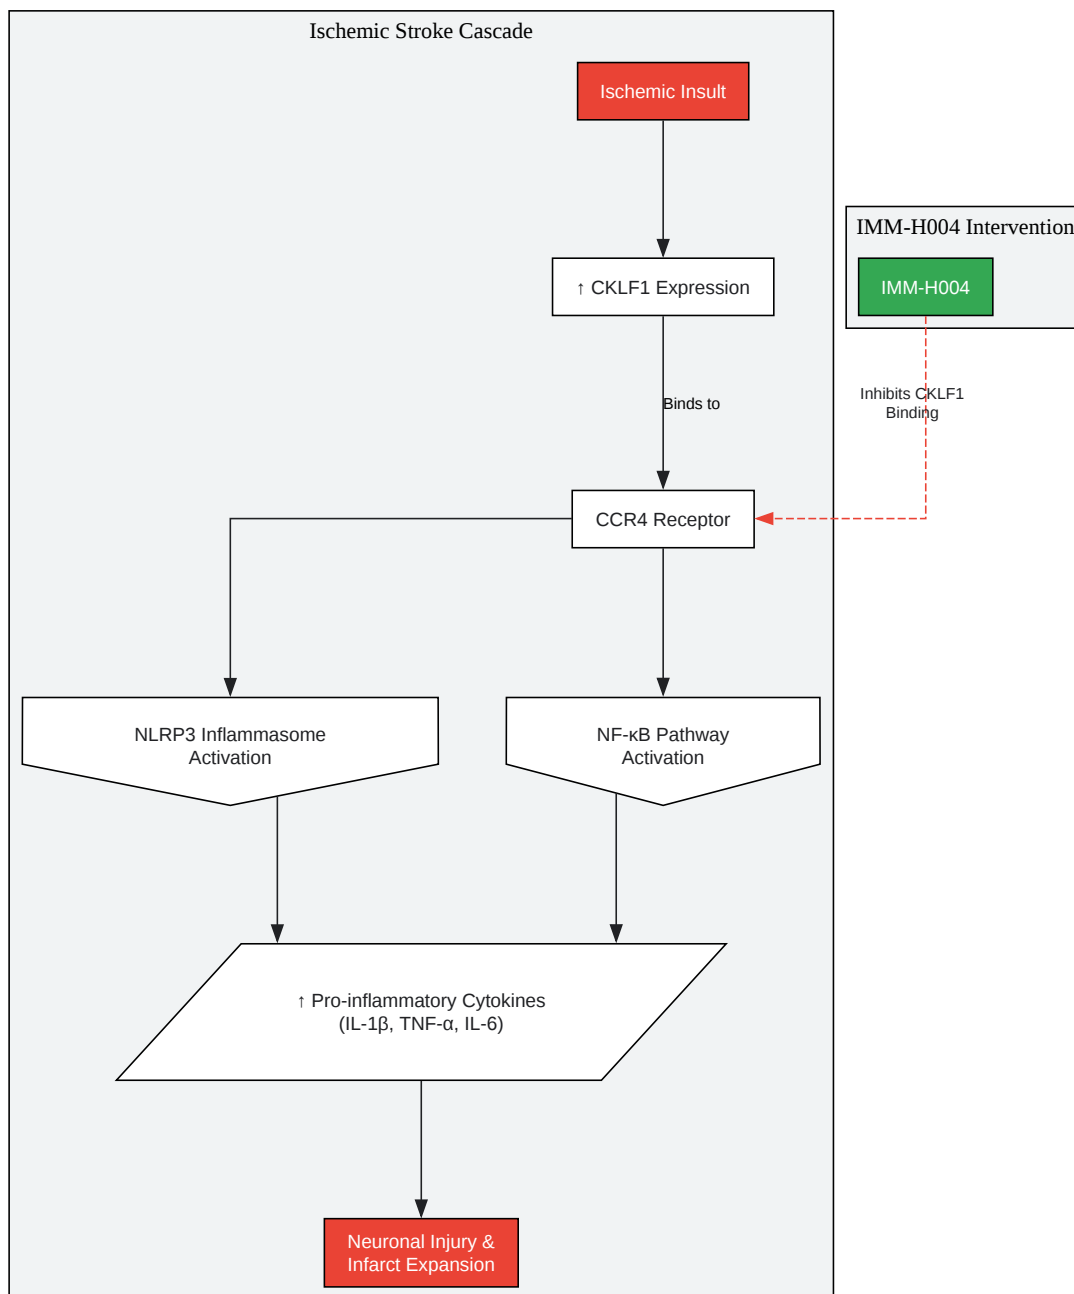 Ischemic Stroke Cascade
Ischemic Insult
IMM-H004 Intervention
↑ CKLF1 Expression
IMM-H004
Binds to
Inhibits CKLF1
Binding
CCR4 Receptor
NLRP3 Inflammasome
Activation
NF-κB Pathway
Activation
↑ Pro-inflammatory Cytokines
(IL-1β, TNF-α, IL-6)
Neuronal Injury &
Infarct Expansion